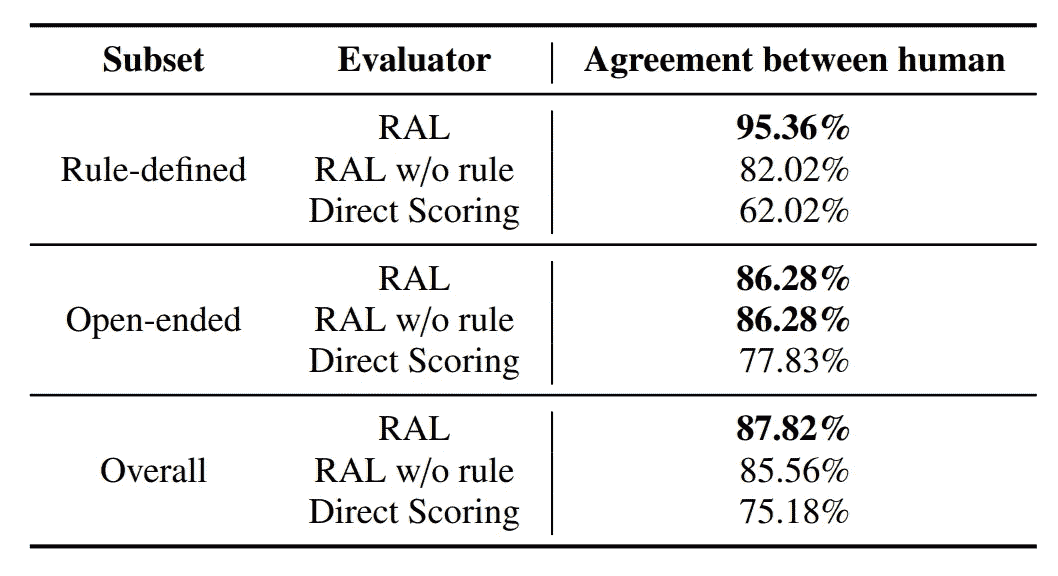 Subset Evaluator Agreement between human
RAL 95.36%
Rule-defined RAL w/o rule 82.02%
Direct Scoring 62.02%
RAL 86.28%
Open-ended RAL w/o rule 86.28%
Direct Scoring 77.83%
RAL 87.82%
Overall RAL w/o rule 85.56%
Direct Scoring 75.18%